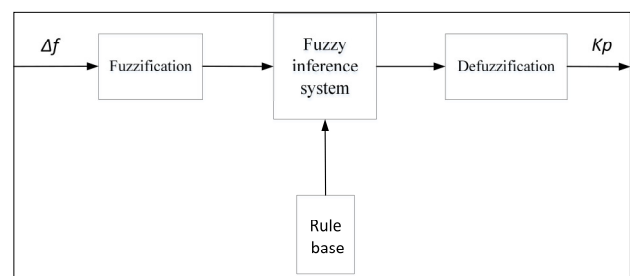 Δf
Fuzzification
Fuzzy
inference
system
Defuzzification
Kp
Rule
base